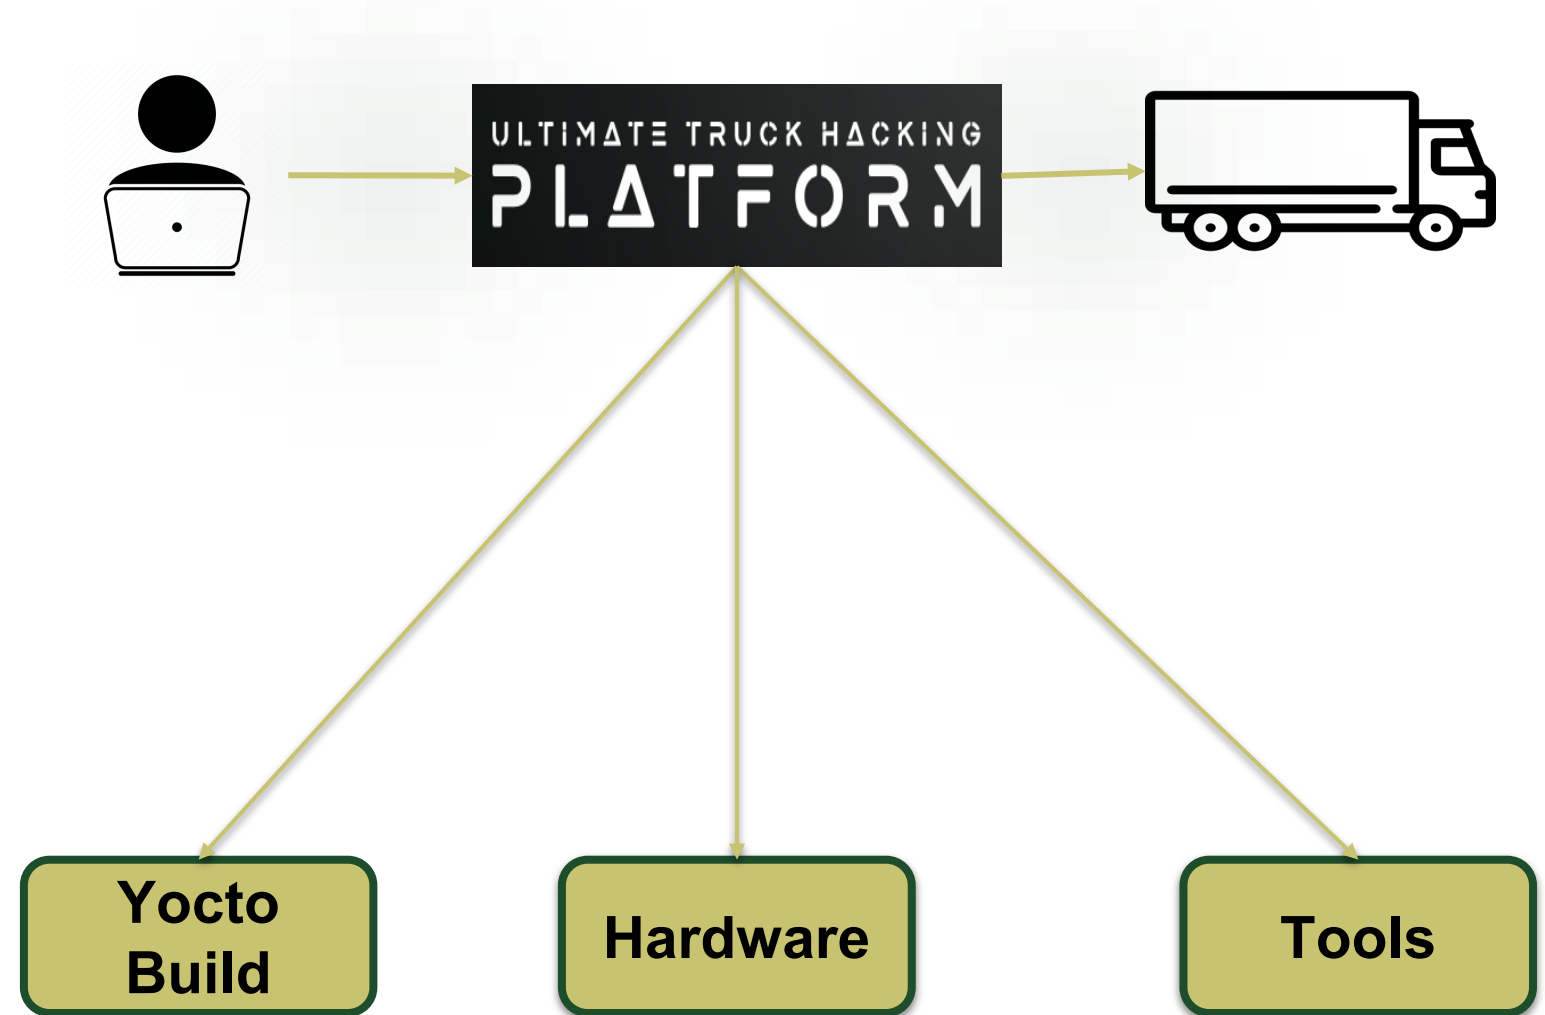 ULTIMATE TRUCK HACKING
PLATFORM
Yocto
Build
Hardware
Tools